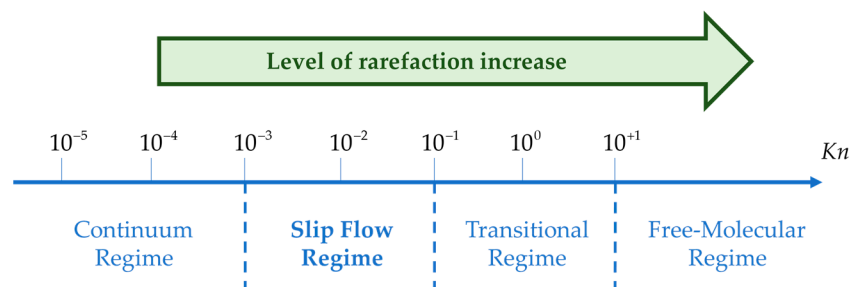 Level of rarefaction increase
10⁻⁵ 10⁻⁴ 10⁻³ 10⁻² 10⁻¹ 10⁰ 10⁺¹ Kn
Continuum Regime
Slip Flow Regime
Transitional Regime
Free-Molecular Regime